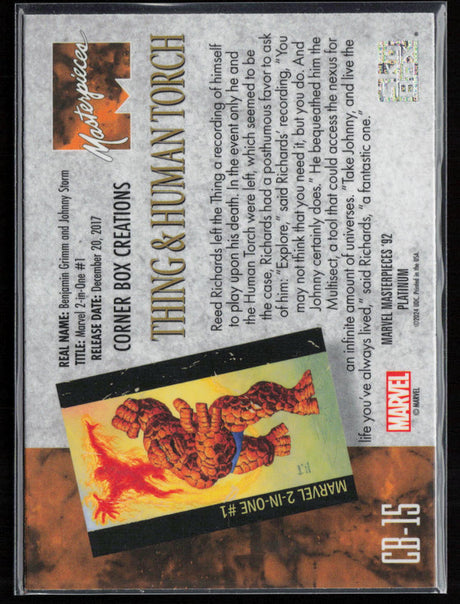 Masterpieces
REAL NAME: Benjamin Grimm and Johnny Storm
TITLE: Marvel 2-in-One #1
RELEASE DATE: December 20, 2017
CORNER BOX CREATIONS
THING & HUMAN TORCH
Reed Richards left the Thing a recording of himself
to play upon his death. In the event only he and
the Human Torch were left, which seemed to be
the case, Richards had a posthumous favor to ask
of him: “Explore,” said Richards’ recording, “You
may not think that you need it, but you do. And
Johnny certainly does.” He bequeathed him the
Multisect, a tool that could access the nexus for
an infinite amount of universes. “Take Johnny, and live the
life you’ve always lived,” said Richards, “a fantastic one.”
MARVEL
© MARVEL
MARVEL MASTERPIECES '92
PLATINUM
©2024 UDC. Printed in the USA.
MARVEL 2-IN-ONE #1
CB-15